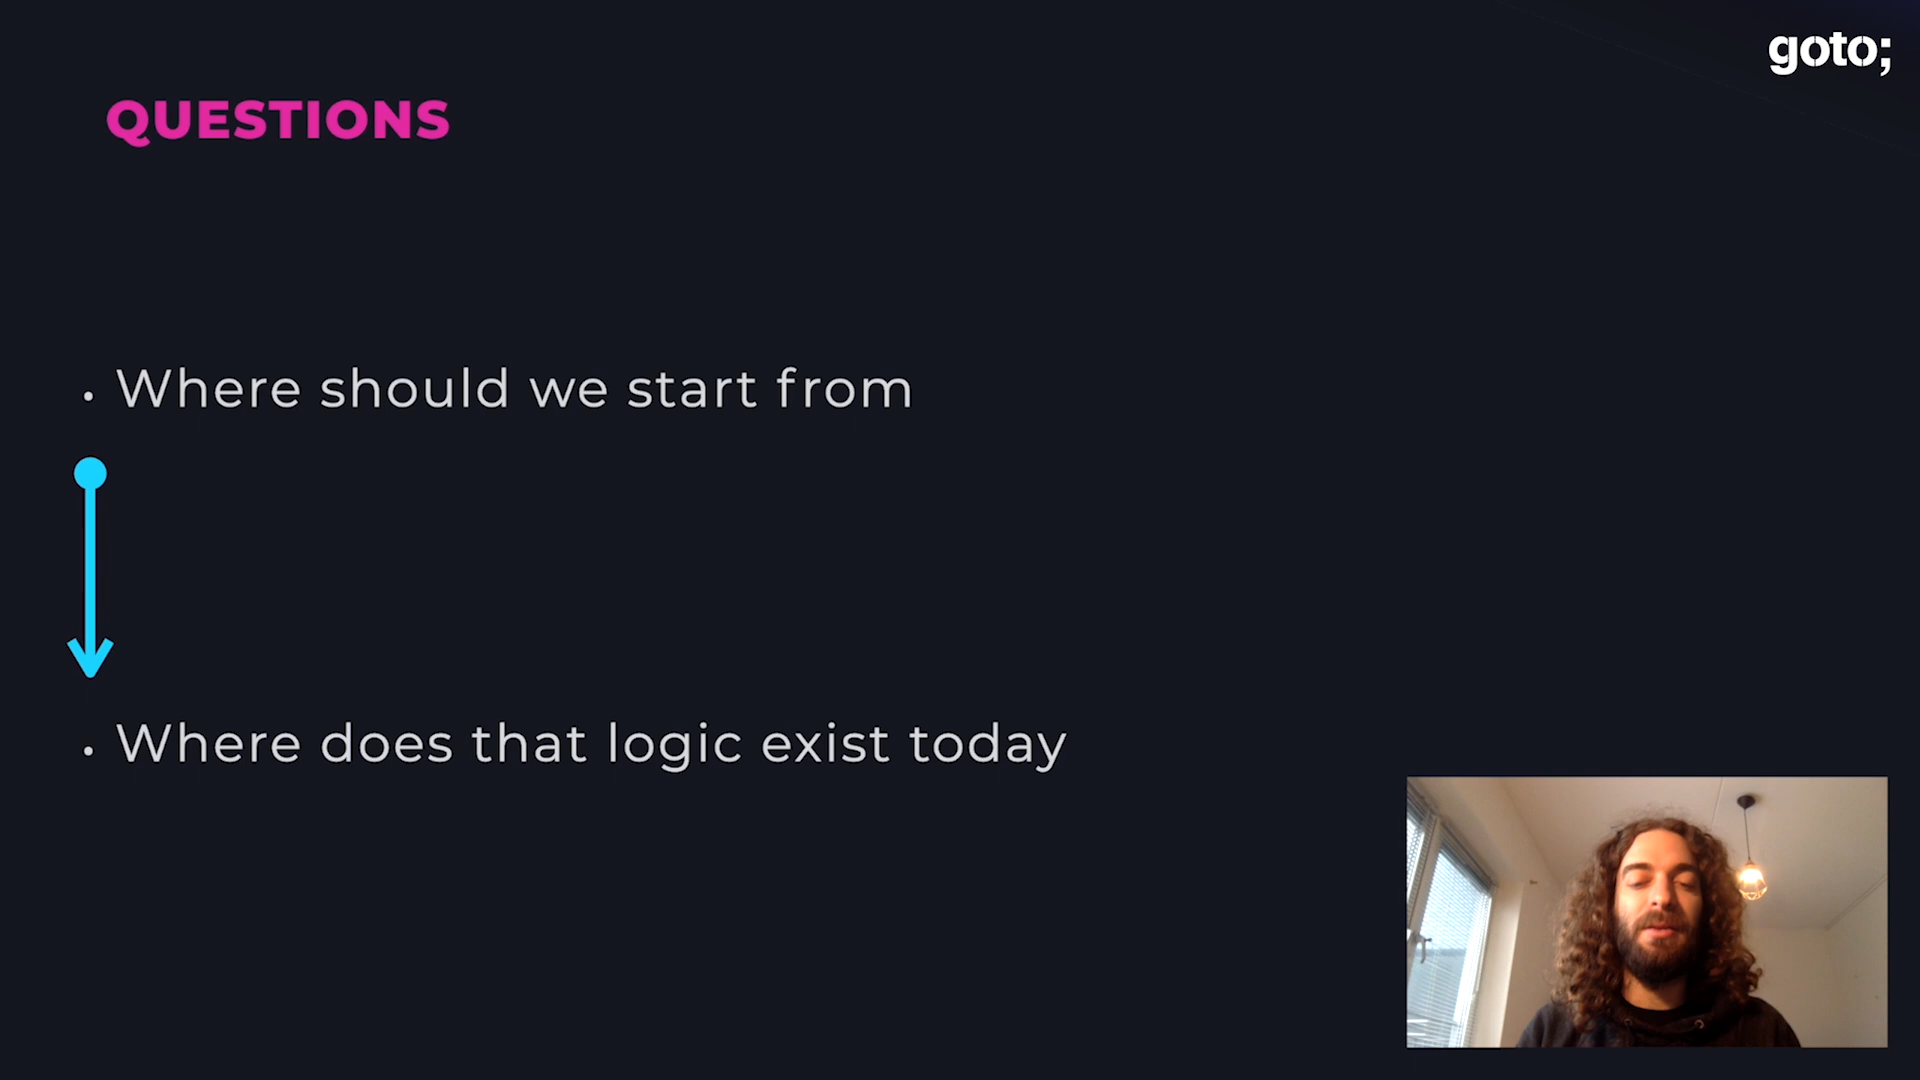 goto;
QUESTIONS
• Where should we start from
• Where does that logic exist today